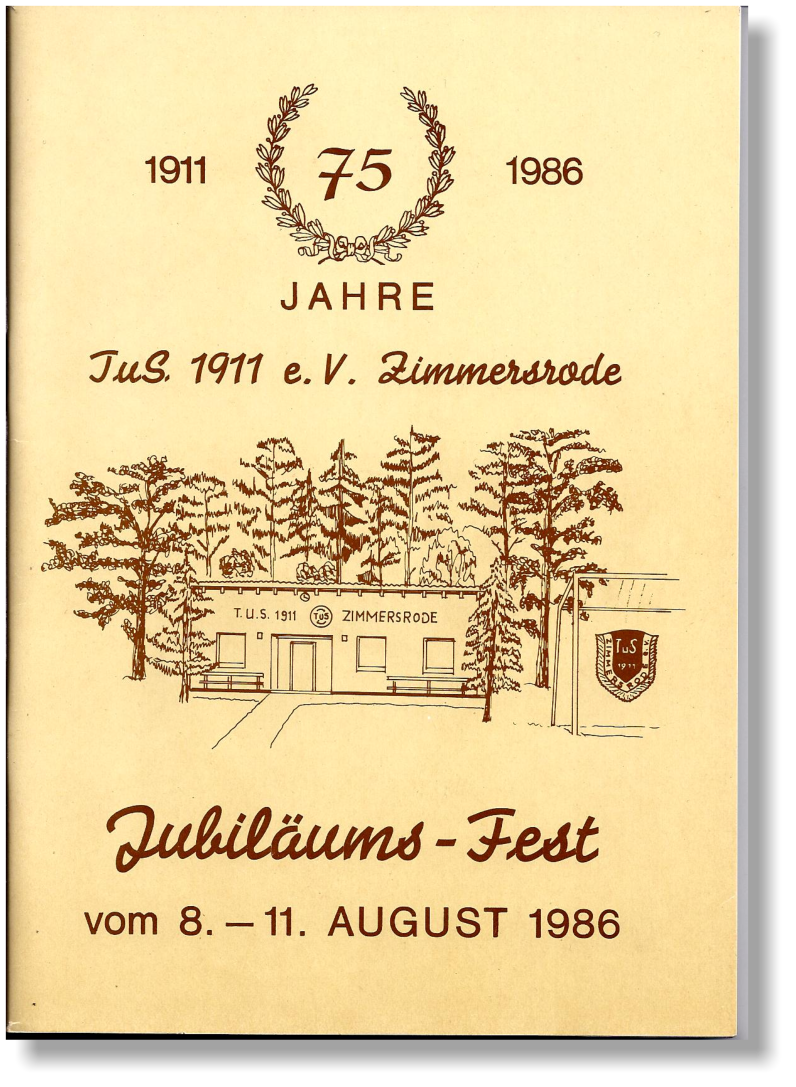 1911 75 1986
JAHRE
TuS. 1911 e.V. Zimmersrode
T.U.S. 1911 TuS ZIMMERSRODE
TuS
1911
ZIMMERSRODE e.V.
Jubiläums-Fest
vom 8. – 11. AUGUST 1986